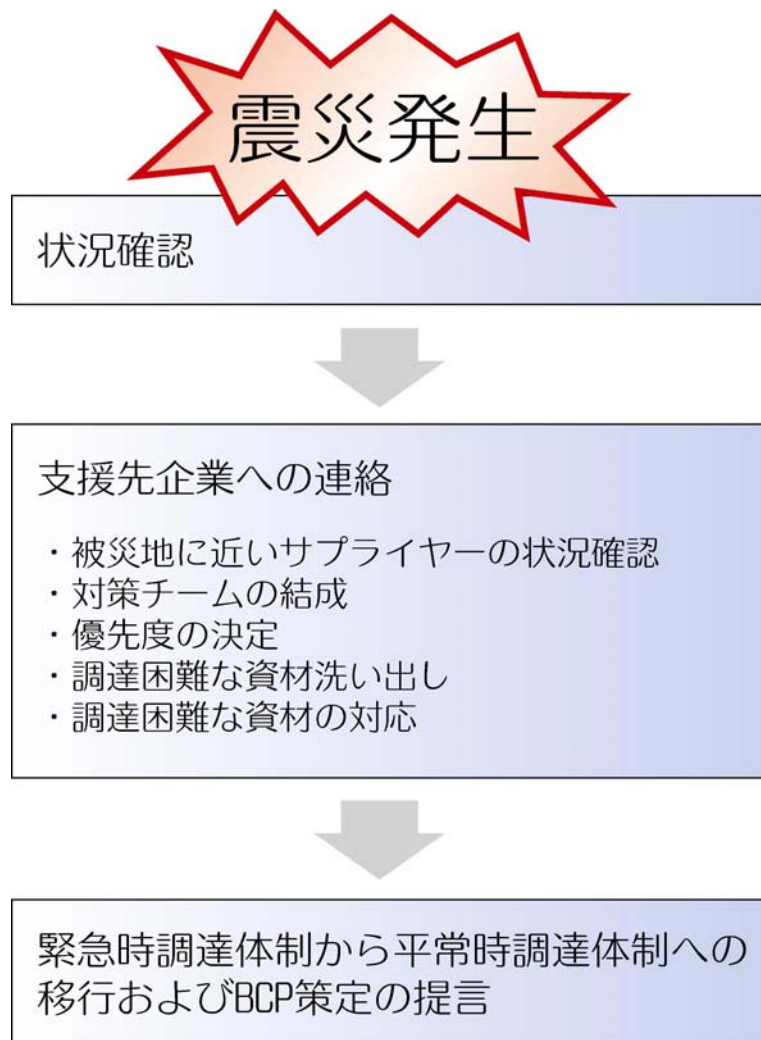 震災発生
状況確認
支援先企業への連絡
・被災地に近いサプライヤーの状況確認
・対策チームの結成
・優先度の決定
・調達困難な資材洗い出し
・調達困難な資材の対応
緊急時調達体制から平常時調達体制への
移行およびBCP策定の提言